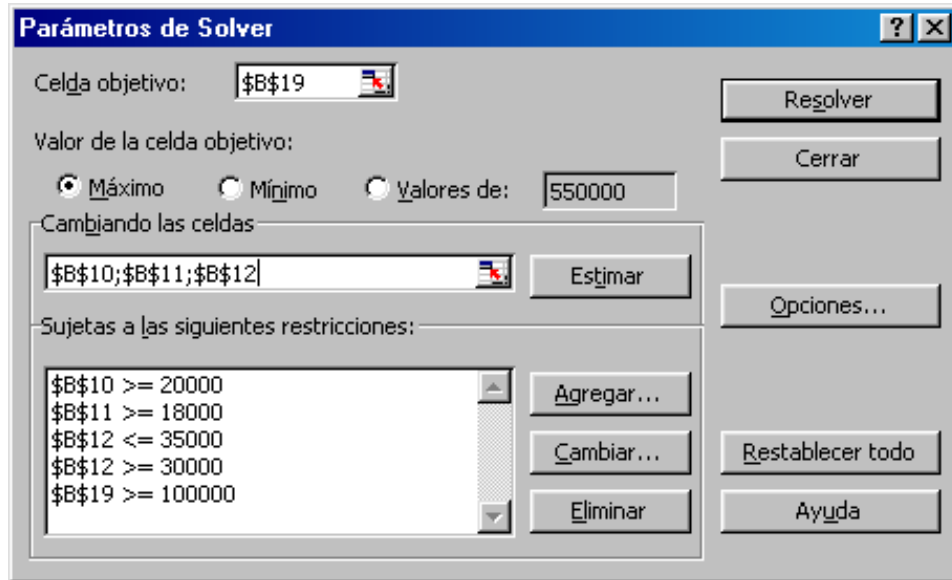 Parámetros de Solver
Celda objetivo: $B$19
Resolver
Valor de la celda objetivo:
Cerrar
Máximo Mínimo Valores de: 550000
Cambiando las celdas
$B$10;$B$11;$B$12 Estimar
Opciones...
Sujetas a las siguientes restricciones:
$B$10 >= 20000
$B$11 >= 18000
$B$12 <= 35000
$B$12 >= 30000
$B$19 >= 100000
Agregar...
Cambiar...
Eliminar
Restablecer todo
Ayuda